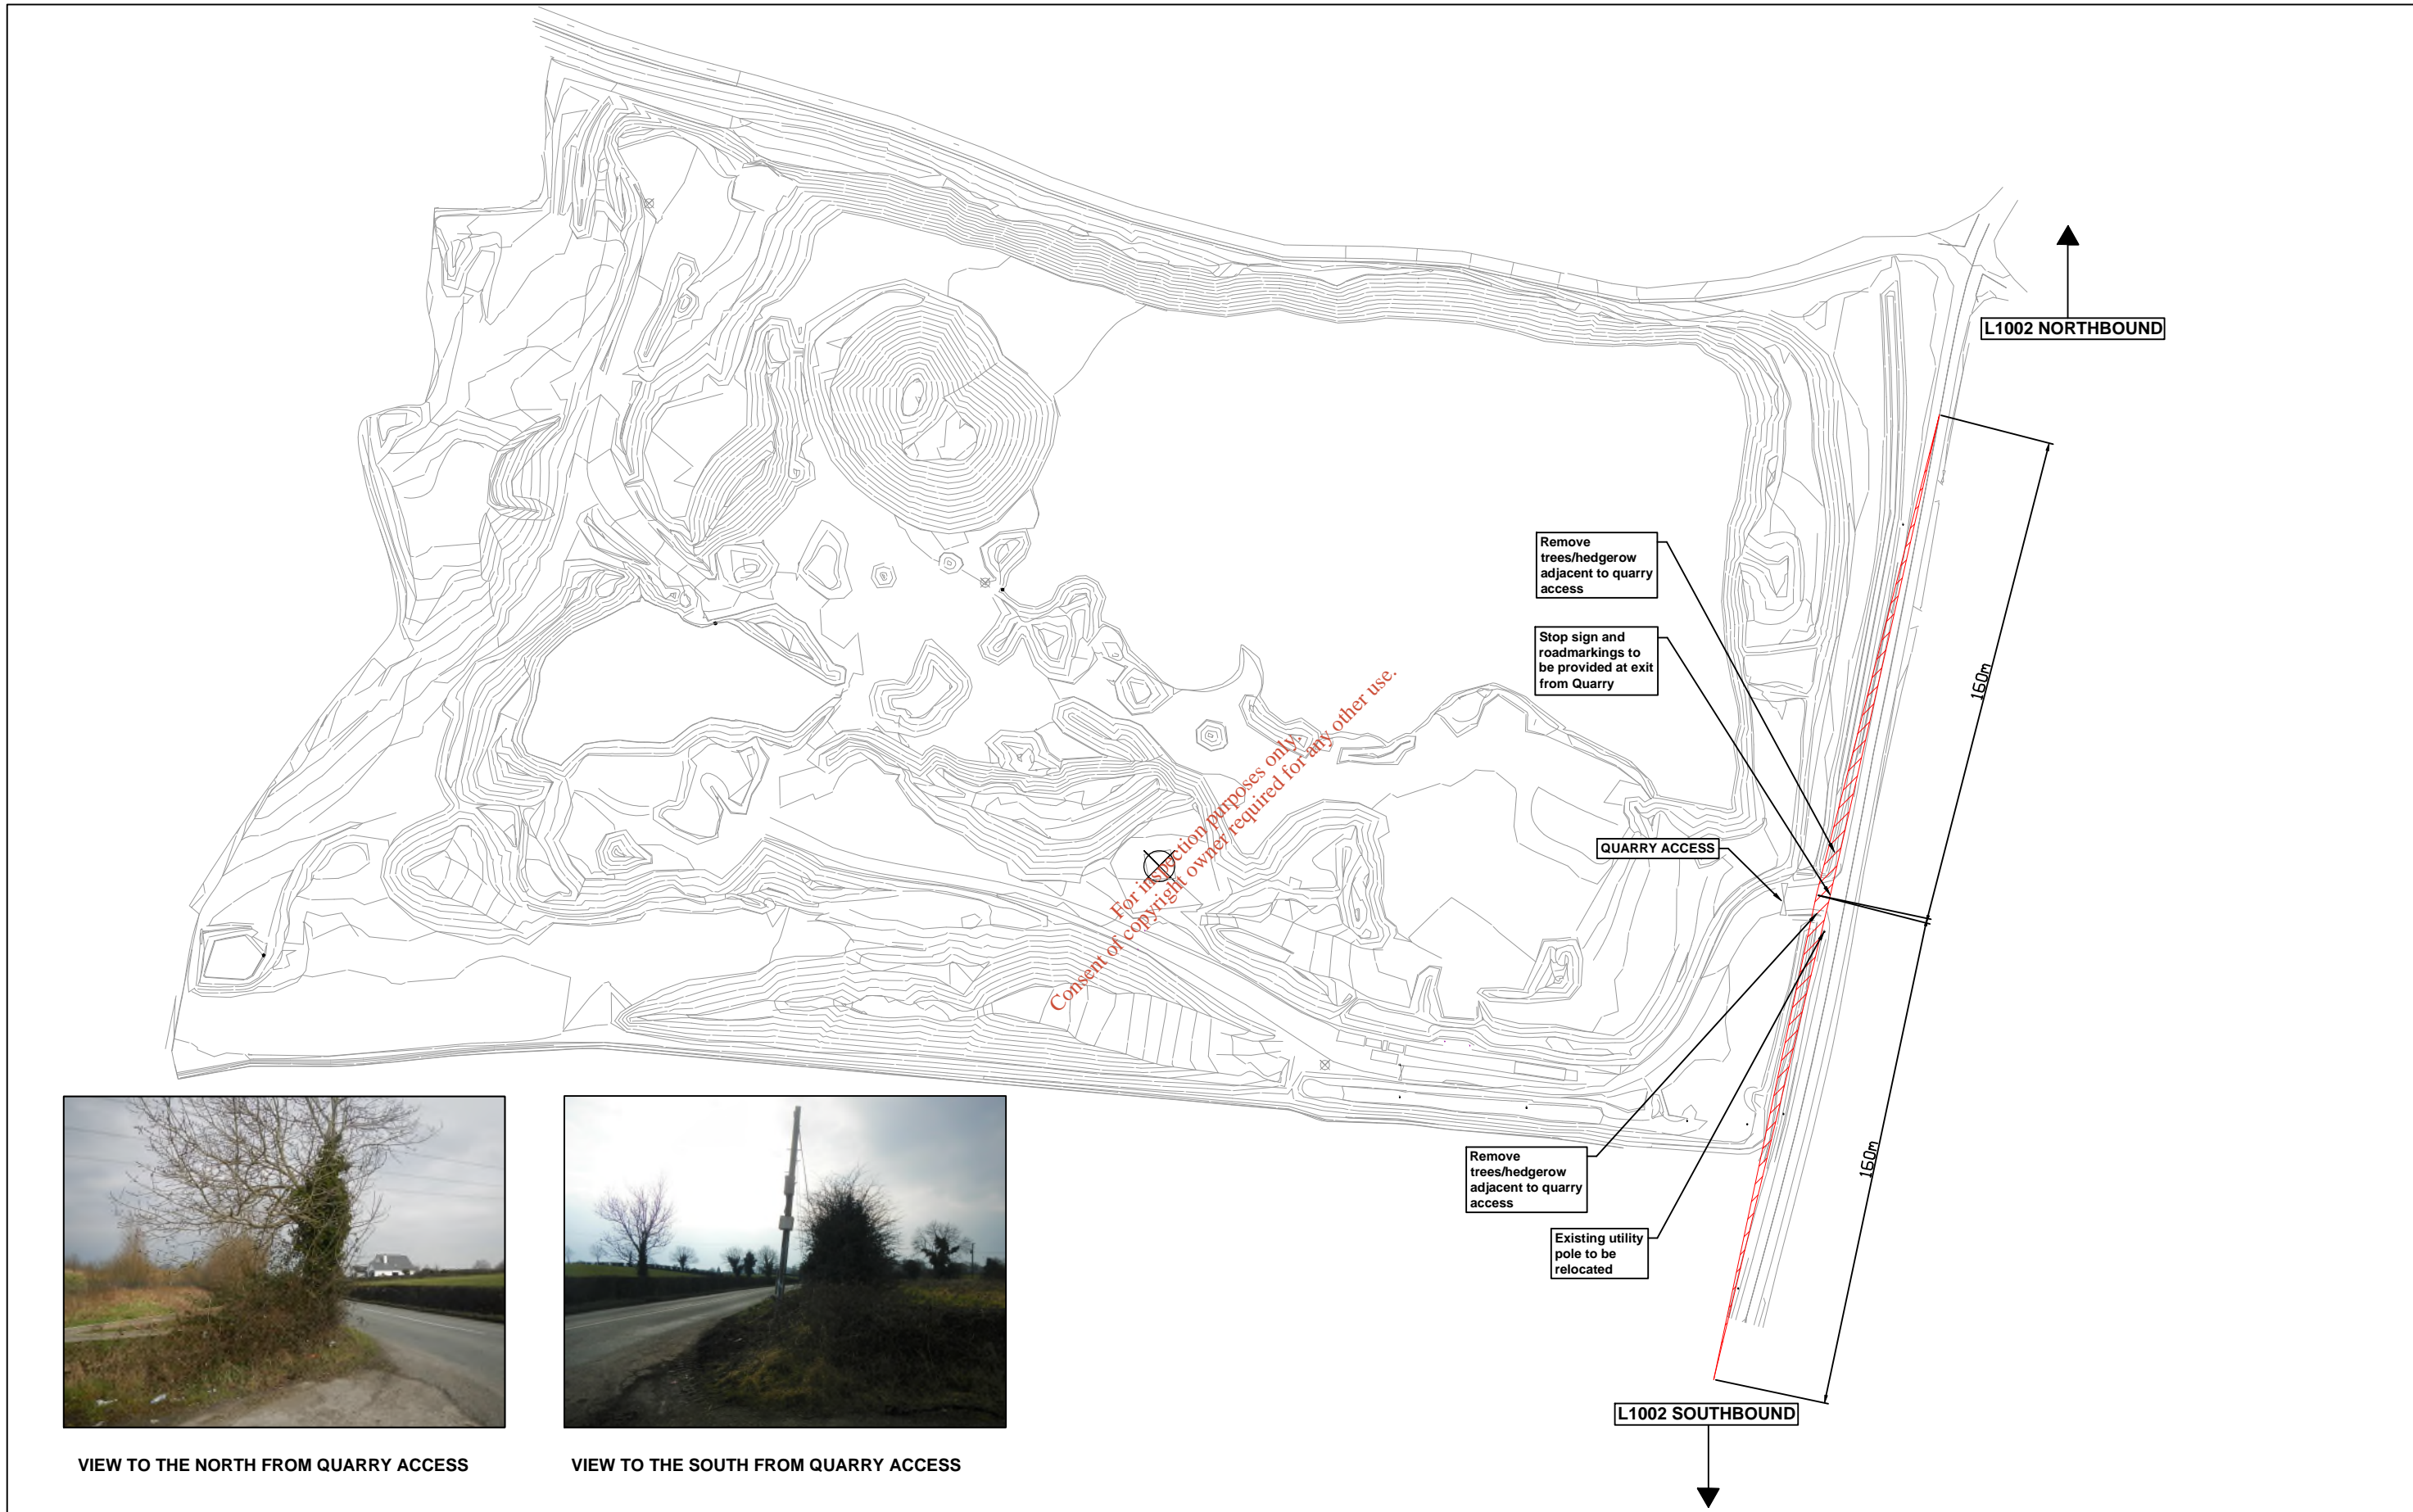 L1002 NORTHBOUND
Remove
trees/hedgerow
adjacent to quarry
access
Stop sign and
roadmarkings to
be provided at exit
from Quarry
160m
For inspection purposes only.
Consent of copyright owner required for any other use.
QUARRY ACCESS
Remove
trees/hedgerow
adjacent to quarry
access
160m
Existing utility
pole to be
relocated
L1002 SOUTHBOUND
VIEW TO THE NORTH FROM QUARRY ACCESS
VIEW TO THE SOUTH FROM QUARRY ACCESS